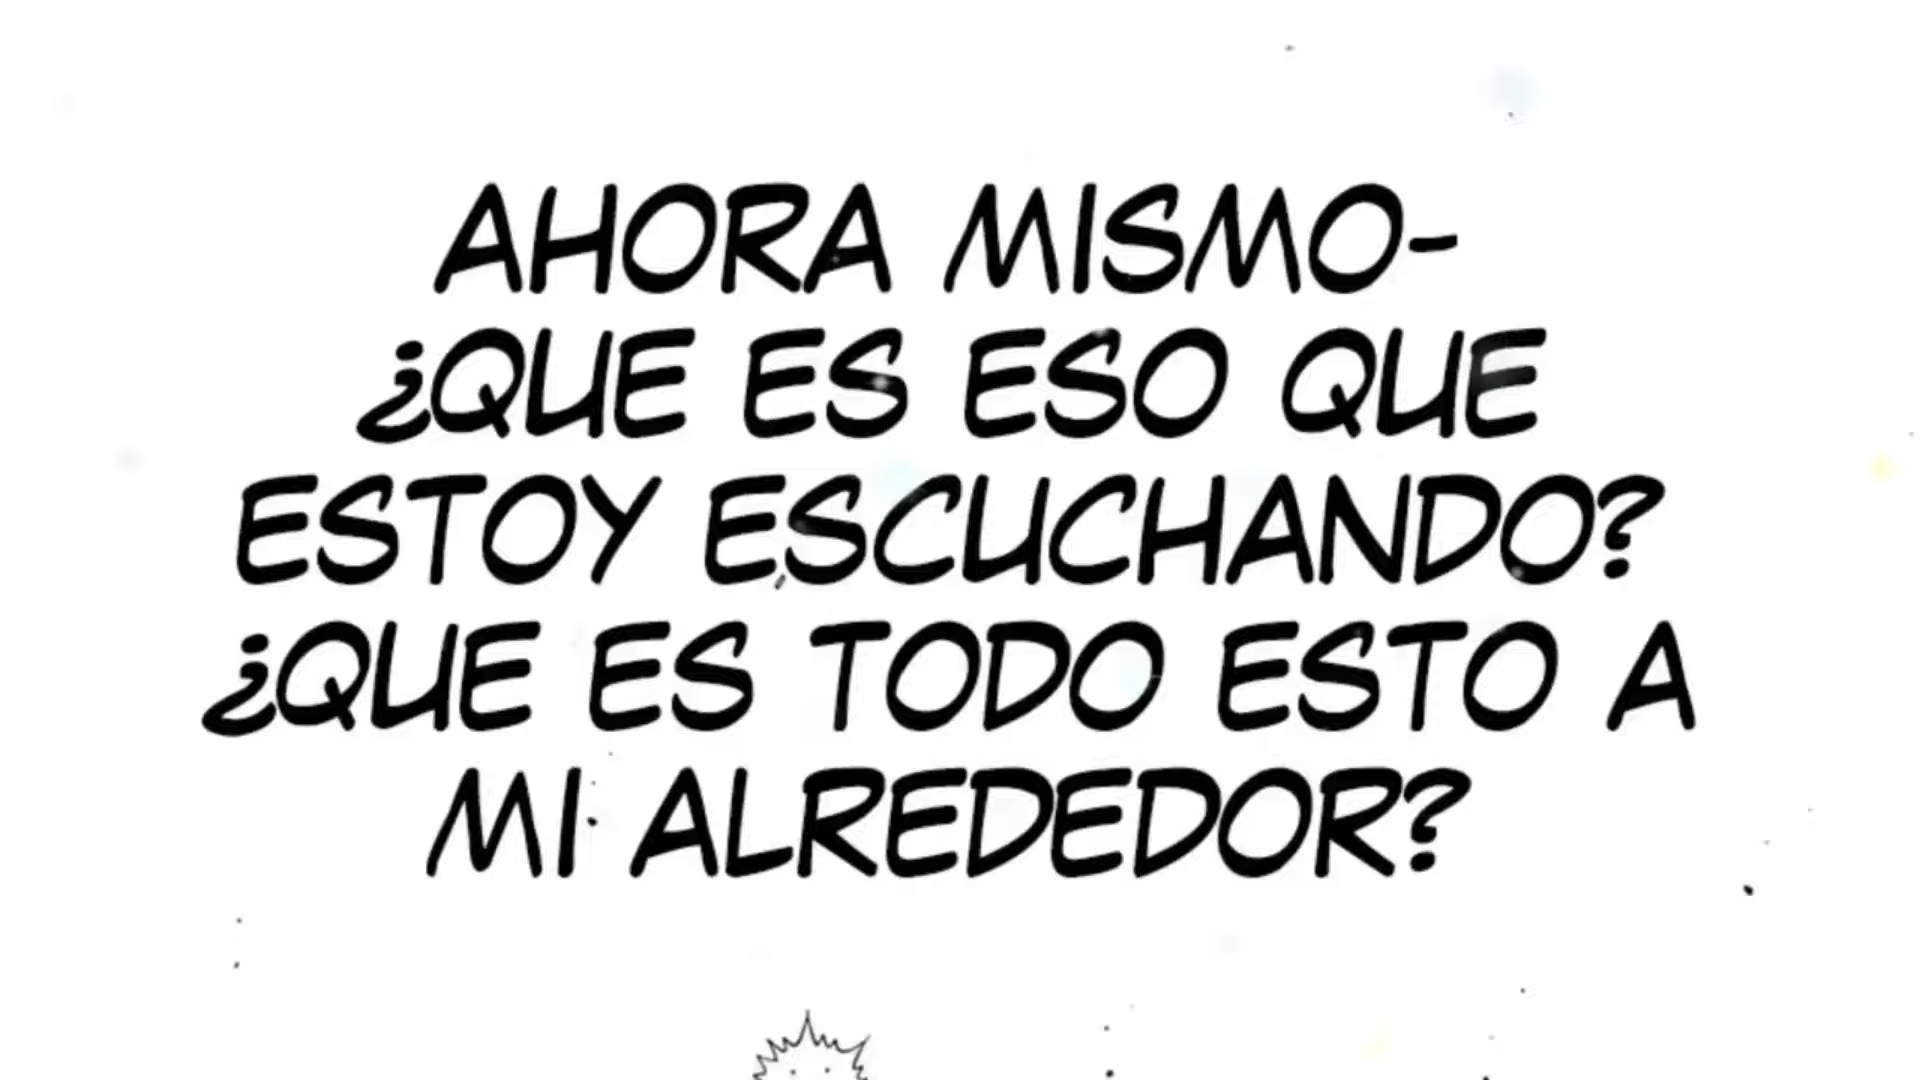 AHORA MISMO-
¿QUE ES ESO QUE
ESTOY ESCUCHANDO?
¿QUE ES TODO ESTO A
MI ALREDEDOR?